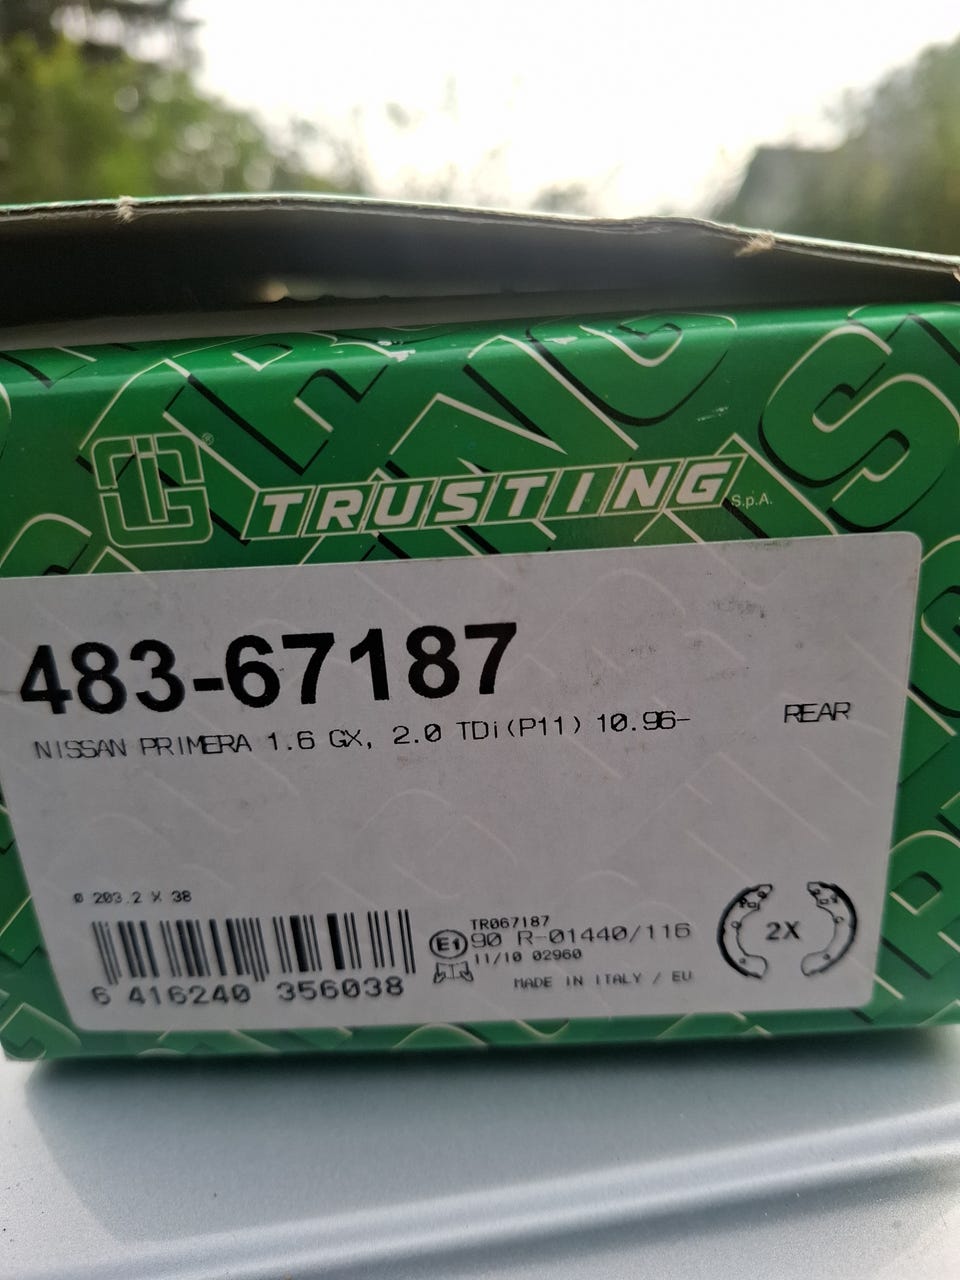 TRUSTING S.p.A.
483-67187
NISSAN PRIMERA 1.6 GX, 2.0 TDi(P11) 10.96- REAR
ø 203.2 X 38
6 416240 356038
TR067187
E1 90 R-01440/116
11/10 02960
MADE IN ITALY / EU
2X